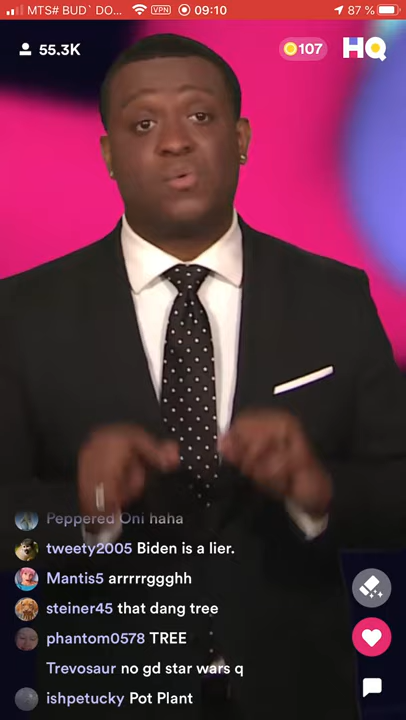 MTS# BUD` DO... VPN 09:10 87 %
55.3K
107
HQ
Peppered Oni haha
tweety2005 Biden is a lier.
Mantis5 arrrrrggghh
steiner45 that dang tree
phantom0578 TREE
Trevosaur no gd star wars q
ishpetucky Pot Plant